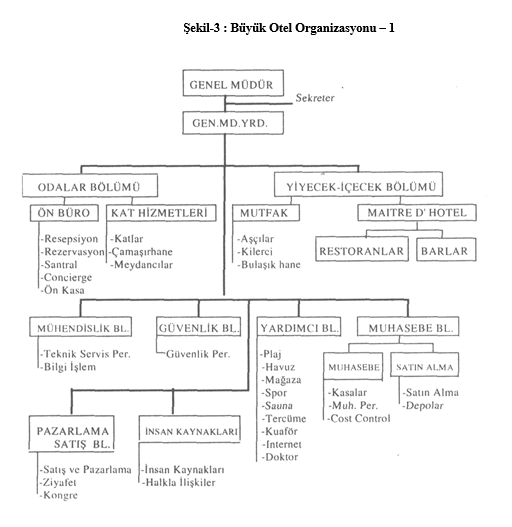 Şekil-3 : Büyük Otel Organizasyonu – 1
GENEL MÜDÜR
Sekreter
GEN.MD.YRD.
ODALAR BÖLÜMÜ
YİYECEK-İÇECEK BÖLÜMÜ
ÖN BÜRO
KAT HİZMETLERİ
MUTFAK
MAITRE D' HOTEL
-Resepsiyon
-Rezervasyon
-Santral
-Concierge
-Ön Kasa
-Katlar
-Çamaşırhane
-Meydancılar
-Aşçılar
-Kilerci
-Bulaşık hane
RESTORANLAR
BARLAR
MÜHENDİSLİK BL.
GÜVENLİK BL.
YARDIMCI BL.
MUHASEBE BL.
-Teknik Servis Per.
-Bilgi İşlem
-Güvenlik Per.
-Plaj
-Havuz
-Mağaza
-Spor
-Sauna
-Tercüme
-Kuaför
-Internet
-Doktor
MUHASEBE
SATIN ALMA
-Kasalar
-Muh. Per.
-Cost Control
-Satın Alma
-Depolar
PAZARLAMA
SATIŞ BL.
İNSAN KAYNAKLARI
-Satış ve Pazarlama
-Ziyafet
-Kongre
-İnsan Kaynakları
-Halkla İlişkiler